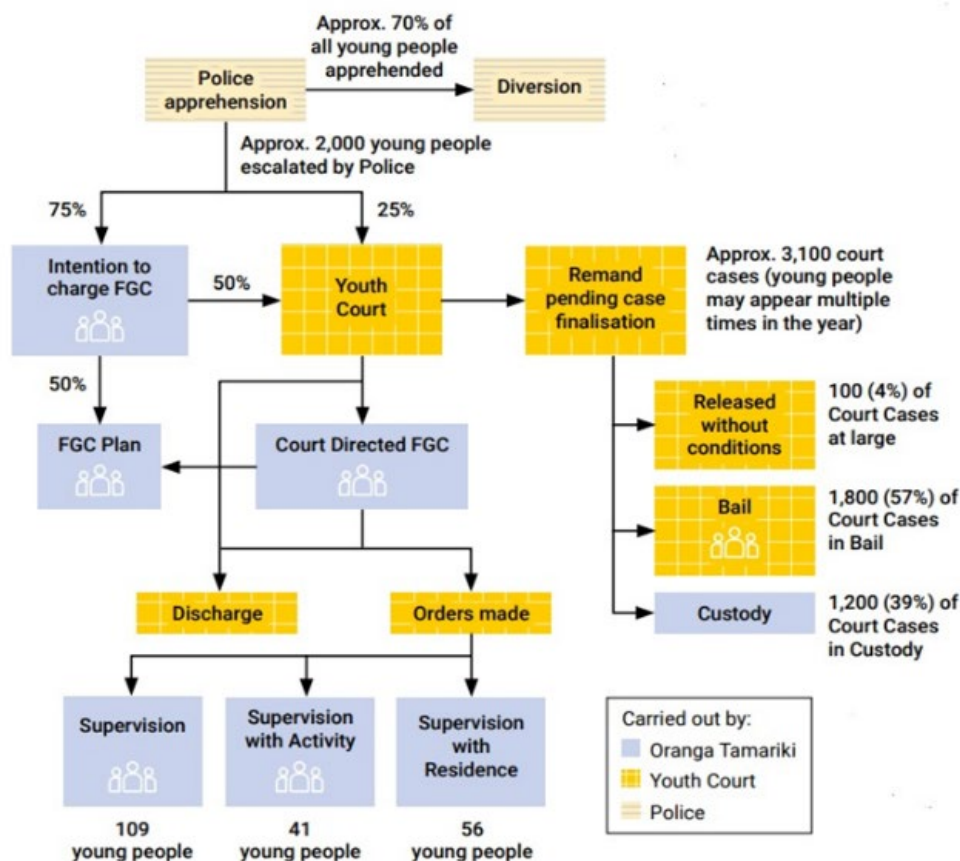 Approx. 70% of
all young people
apprehended
Police
apprehension
Diversion
Approx. 2,000 young people
escalated by Police
75%
25%
Intention to
charge FGC
50%
Youth
Court
Remand
pending case
finalisation
Approx. 3,100 court
cases (young people
may appear multiple
times in the year)
50%
FGC Plan
Court Directed FGC
Released
without
conditions
100 (4%) of
Court Cases
at large
Bail
1,800 (57%) of
Court Cases
in Bail
Discharge
Orders made
Custody
1,200 (39%) of
Court Cases
in Custody
Supervision
Supervision
with Activity
Supervision
with
Residence
109
young people
41
young people
56
young people
Carried out by:
Oranga Tamariki
Youth Court
Police